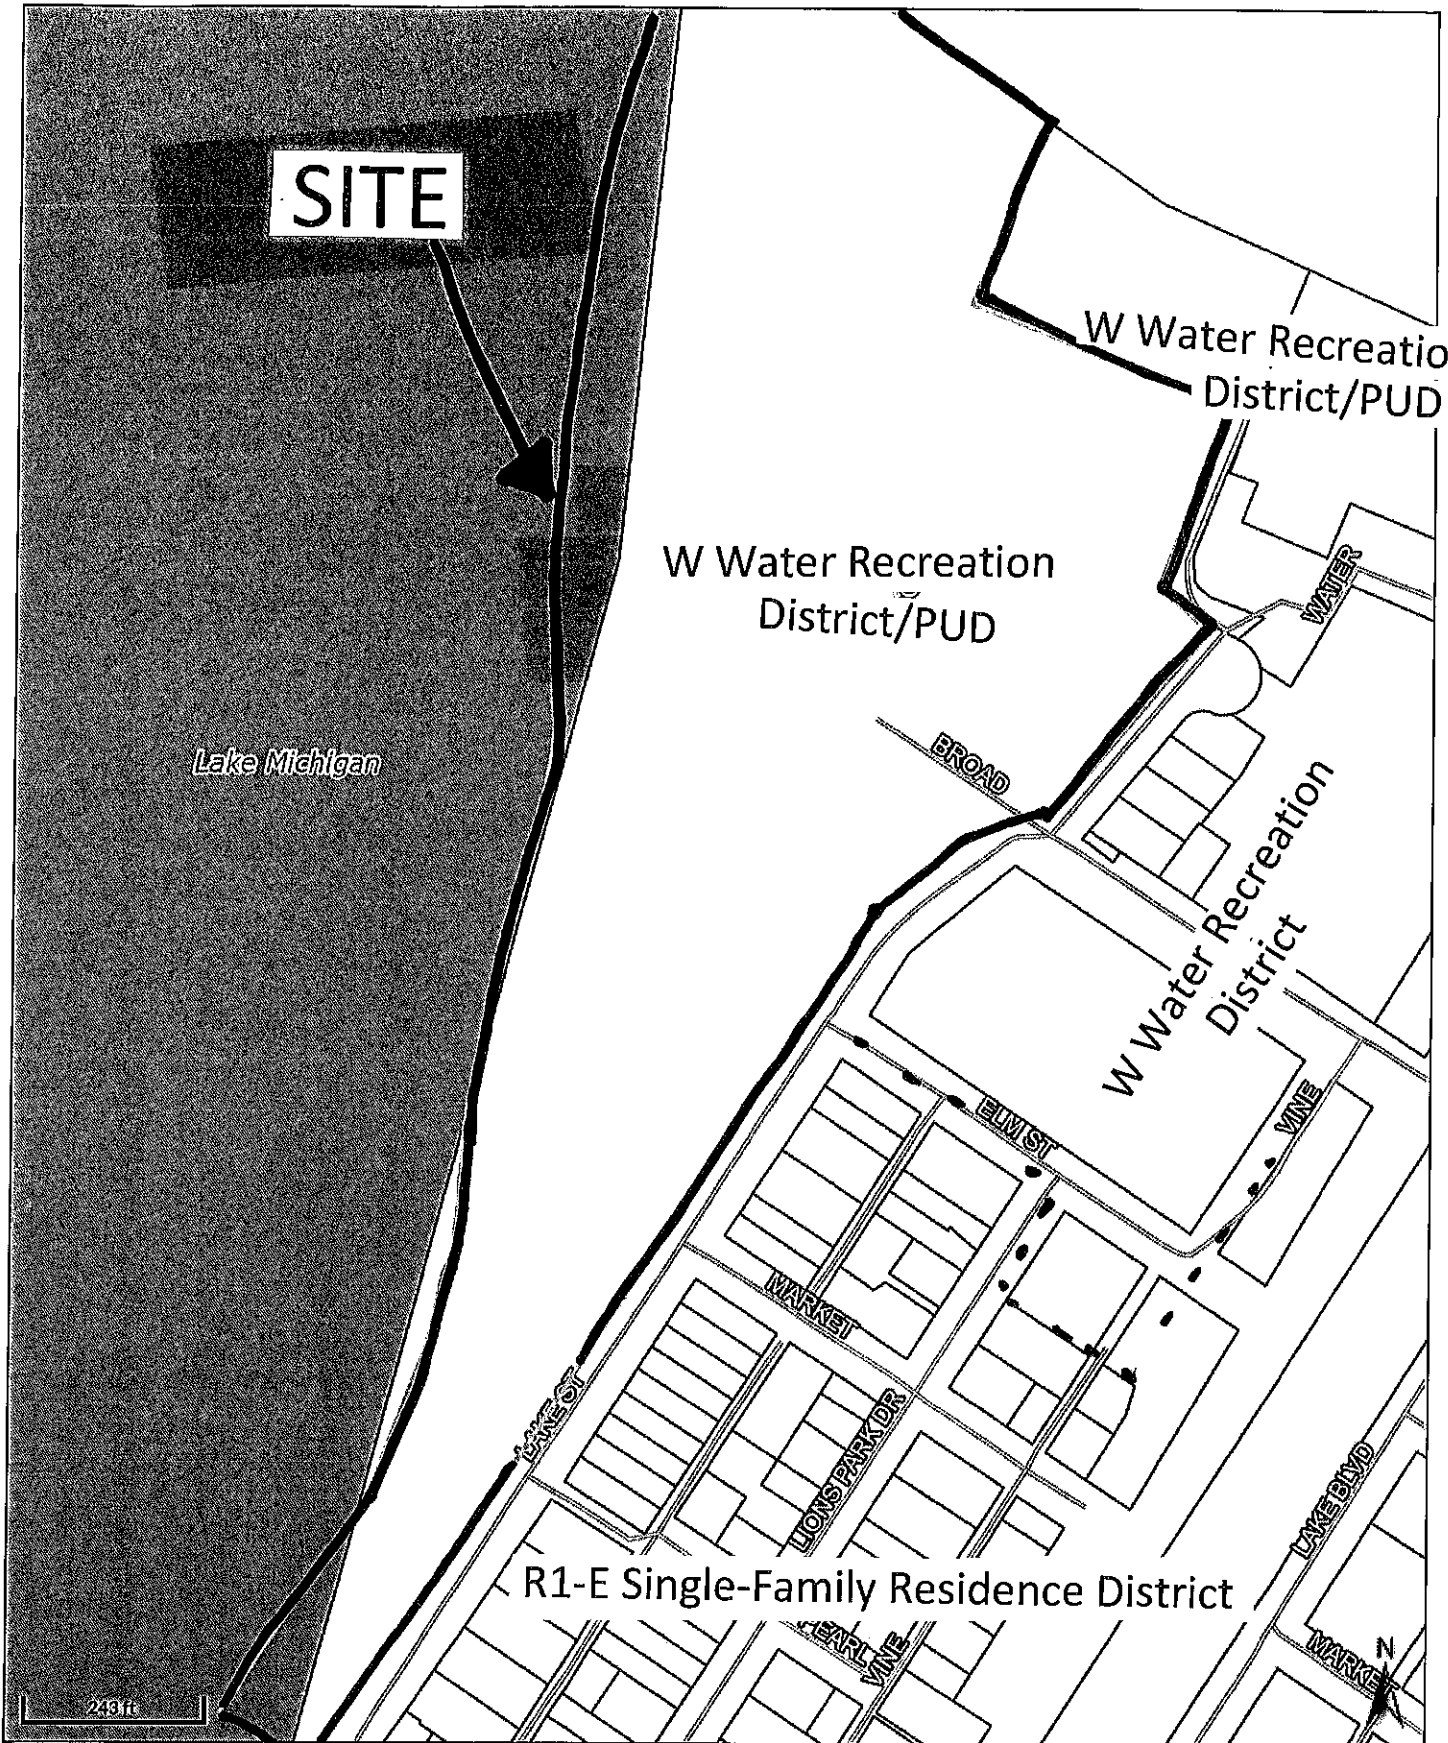 SITE
W Water Recreatio
District/PUD
W Water Recreation
District/PUD
WATER
Lake Michigan
BROAD
W Water Recreation
District
ELM ST
VINE
MARKET
LAKE ST
LIONS PARK DR
LAKE BLVD
R1-E Single-Family Residence District
PEARL
VINE
MARKET
N
243 ft